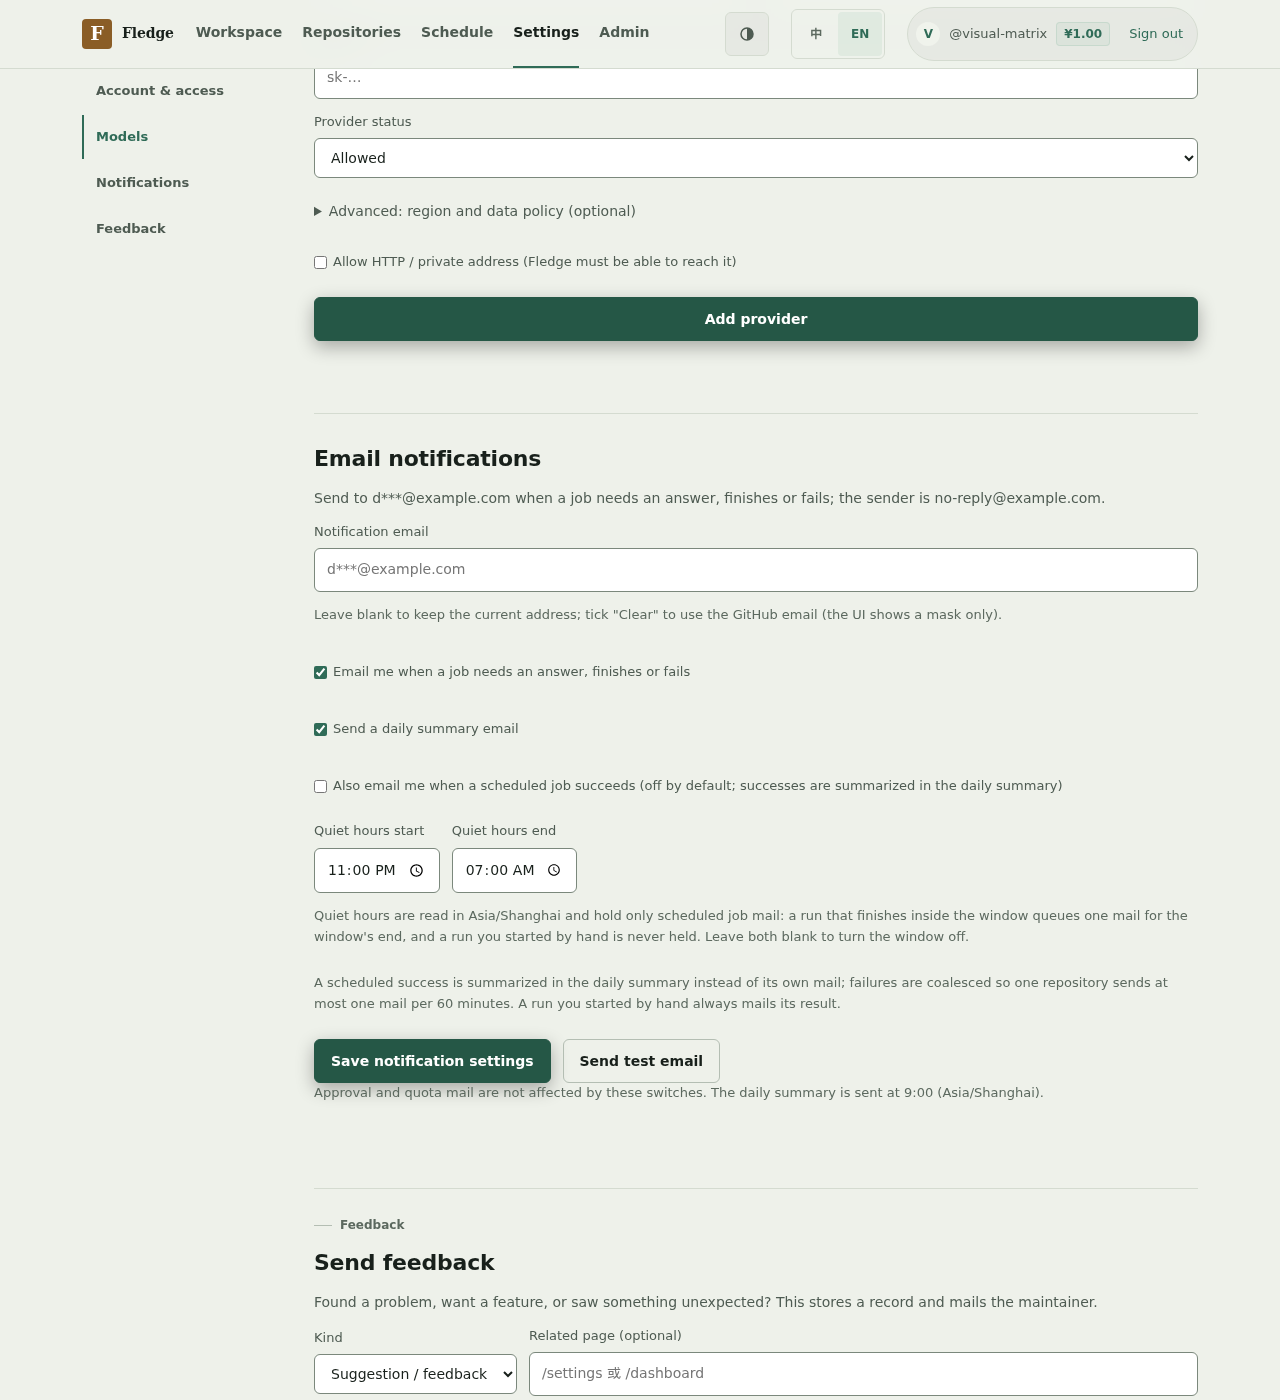 F Fledge Workspace Repositories Schedule Settings Admin 中 EN V @visual-matrix ¥1.00 Sign out
Account & access
Models
Notifications
Feedback
sk-...
Provider status
Allowed
Advanced: region and data policy (optional)
Allow HTTP / private address (Fledge must be able to reach it)
Add provider
Email notifications
Send to d***@example.com when a job needs an answer, finishes or fails; the sender is no-reply@example.com.
Notification email
d***@example.com
Leave blank to keep the current address; tick "Clear" to use the GitHub email (the UI shows a mask only).
Email me when a job needs an answer, finishes or fails
Send a daily summary email
Also email me when a scheduled job succeeds (off by default; successes are summarized in the daily summary)
Quiet hours start Quiet hours end
11:00 PM 07:00 AM
Quiet hours are read in Asia/Shanghai and hold only scheduled job mail: a run that finishes inside the window queues one mail for the
window's end, and a run you started by hand is never held. Leave both blank to turn the window off.
A scheduled success is summarized in the daily summary instead of its own mail; failures are coalesced so one repository sends at
most one mail per 60 minutes. A run you started by hand always mails its result.
Save notification settings Send test email
Approval and quota mail are not affected by these switches. The daily summary is sent at 9:00 (Asia/Shanghai).
Feedback
Send feedback
Found a problem, want a feature, or saw something unexpected? This stores a record and mails the maintainer.
Kind Related page (optional)
Suggestion / feedback /settings 或 /dashboard